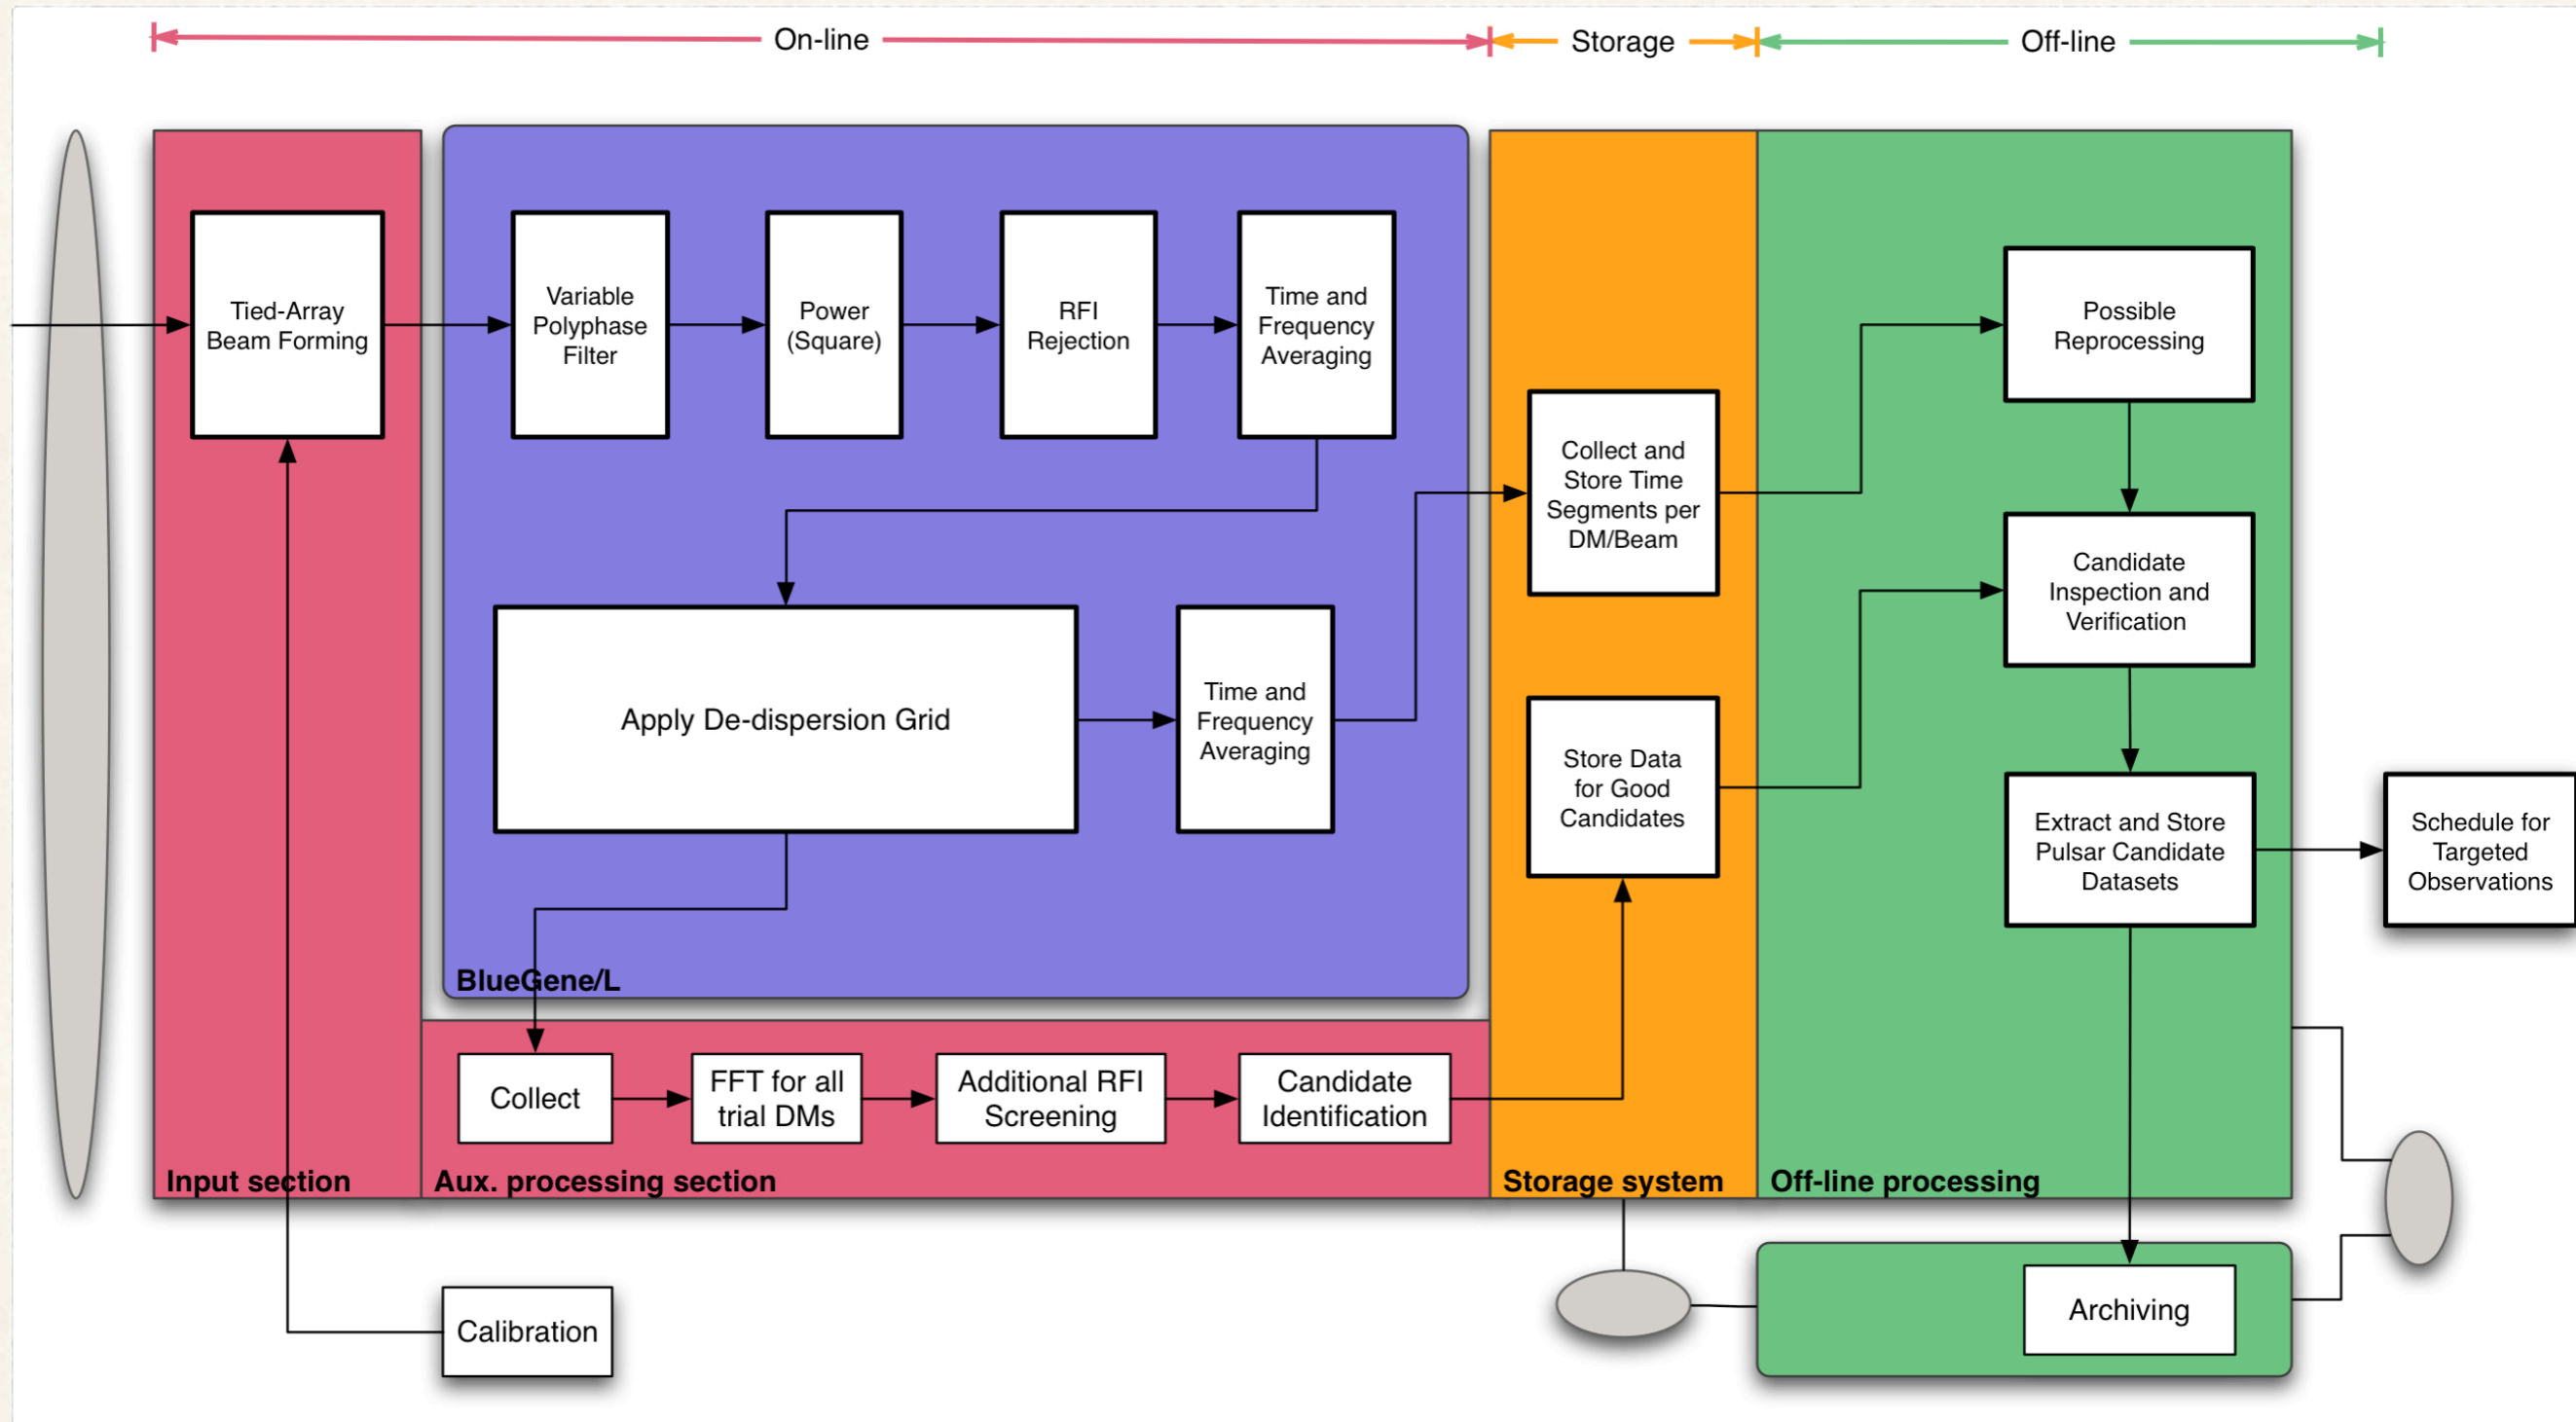 On-line
Storage
Off-line
Tied-Array
Beam Forming
Variable
Polyphase
Filter
Power
(Square)
RFI
Rejection
Time and
Frequency
Averaging
Possible
Reprocessing
Collect and
Store Time
Segments per
DM/Beam
Candidate
Inspection and
Verification
Apply De-dispersion Grid
Time and
Frequency
Averaging
Store Data
for Good
Candidates
Extract and Store
Pulsar Candidate
Datasets
Schedule for
Targeted
Observations
BlueGene/L
Collect
FFT for all
trial DMs
Additional RFI
Screening
Candidate
Identification
Input section
Aux. processing section
Storage system
Off-line processing
Calibration
Archiving